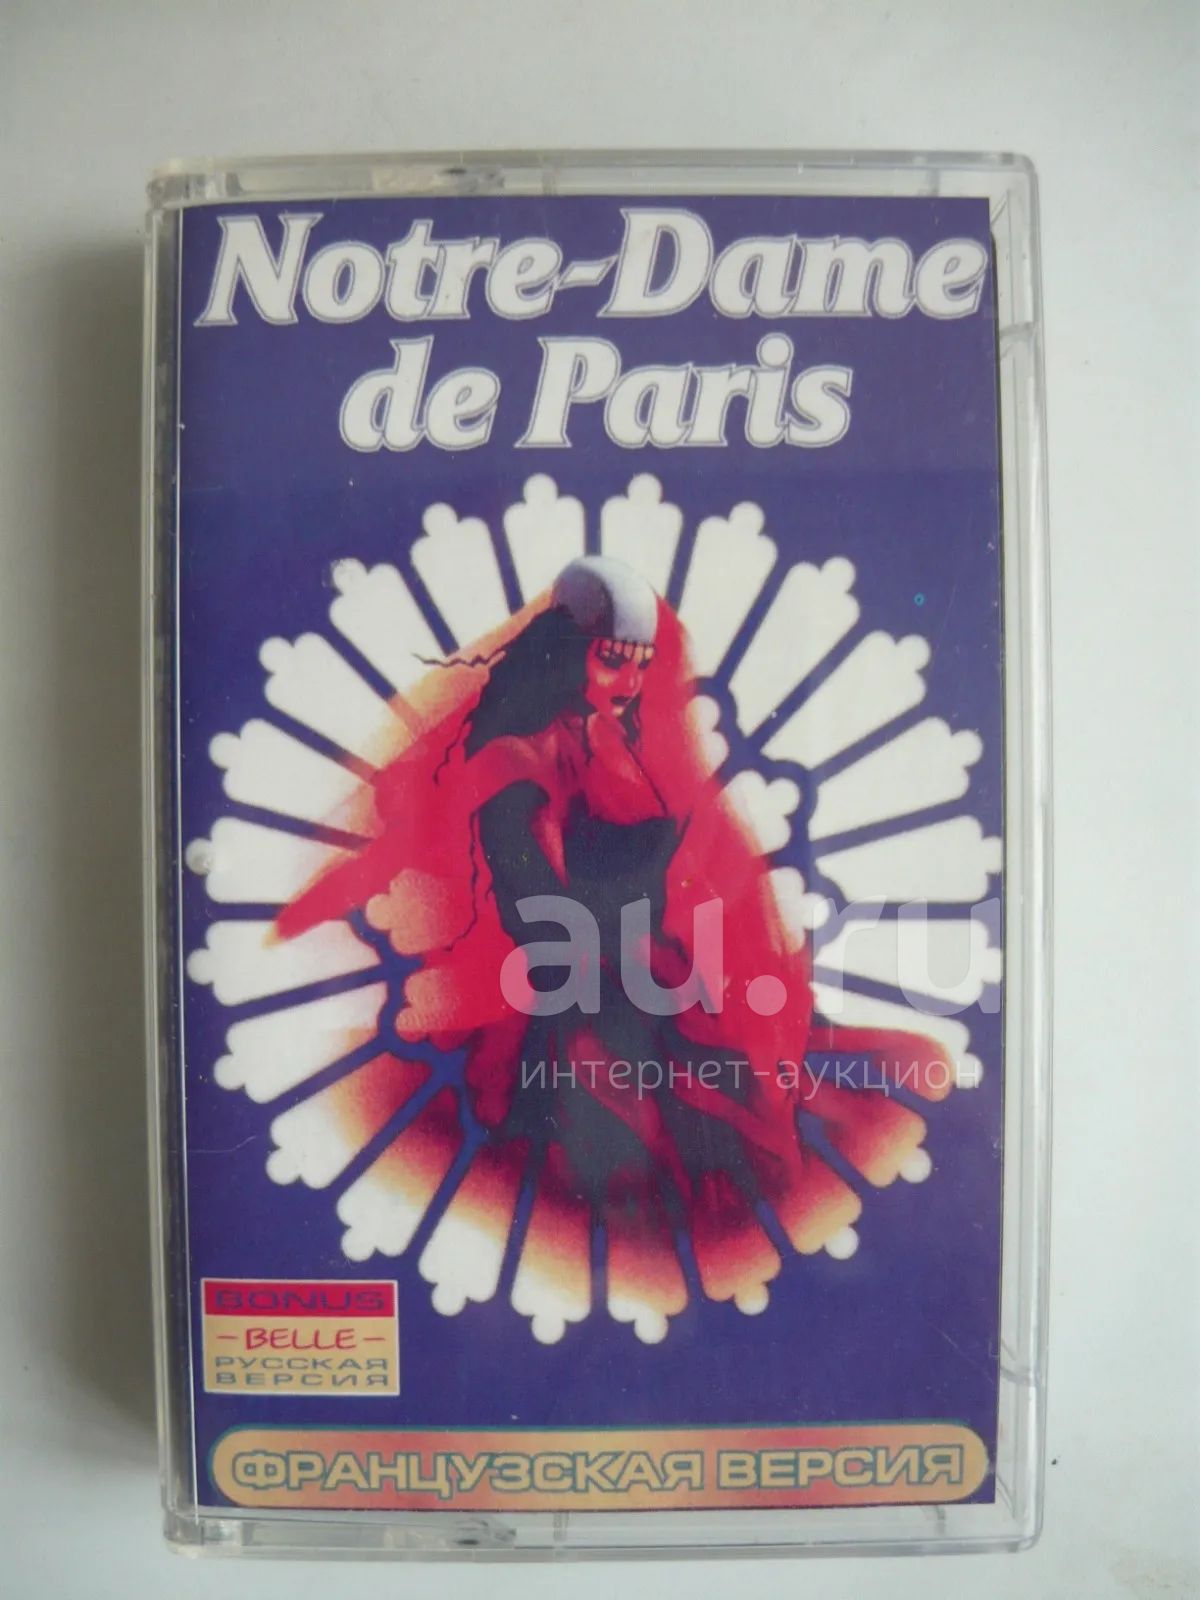 Notre-Dame
de Paris
au.ru
интернет-аукцион
BONUS
-BELLE-
РУССКАЯ
ВЕРСИЯ
ФРАНЦУЗСКАЯ ВЕРСИЯ